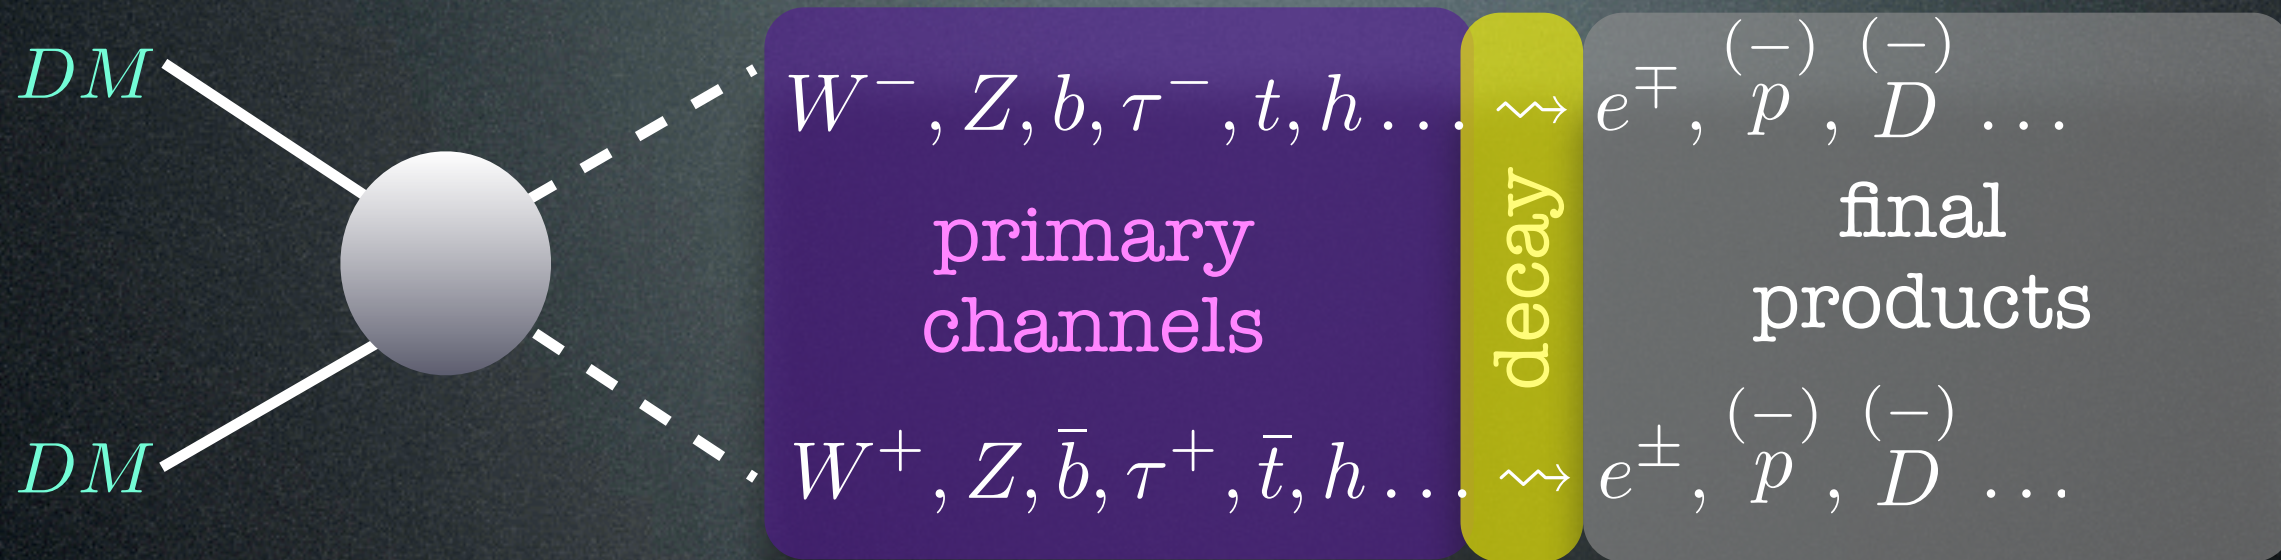 DM
W⁻, Z, b, τ⁻, t, h … ⇝ e^∓, p^(−), D^(−) …
primary
channels
decay
final
products
DM
W⁺, Z, b̄, τ⁺, t̄, h … ⇝ e^±, p^(−), D^(−) …